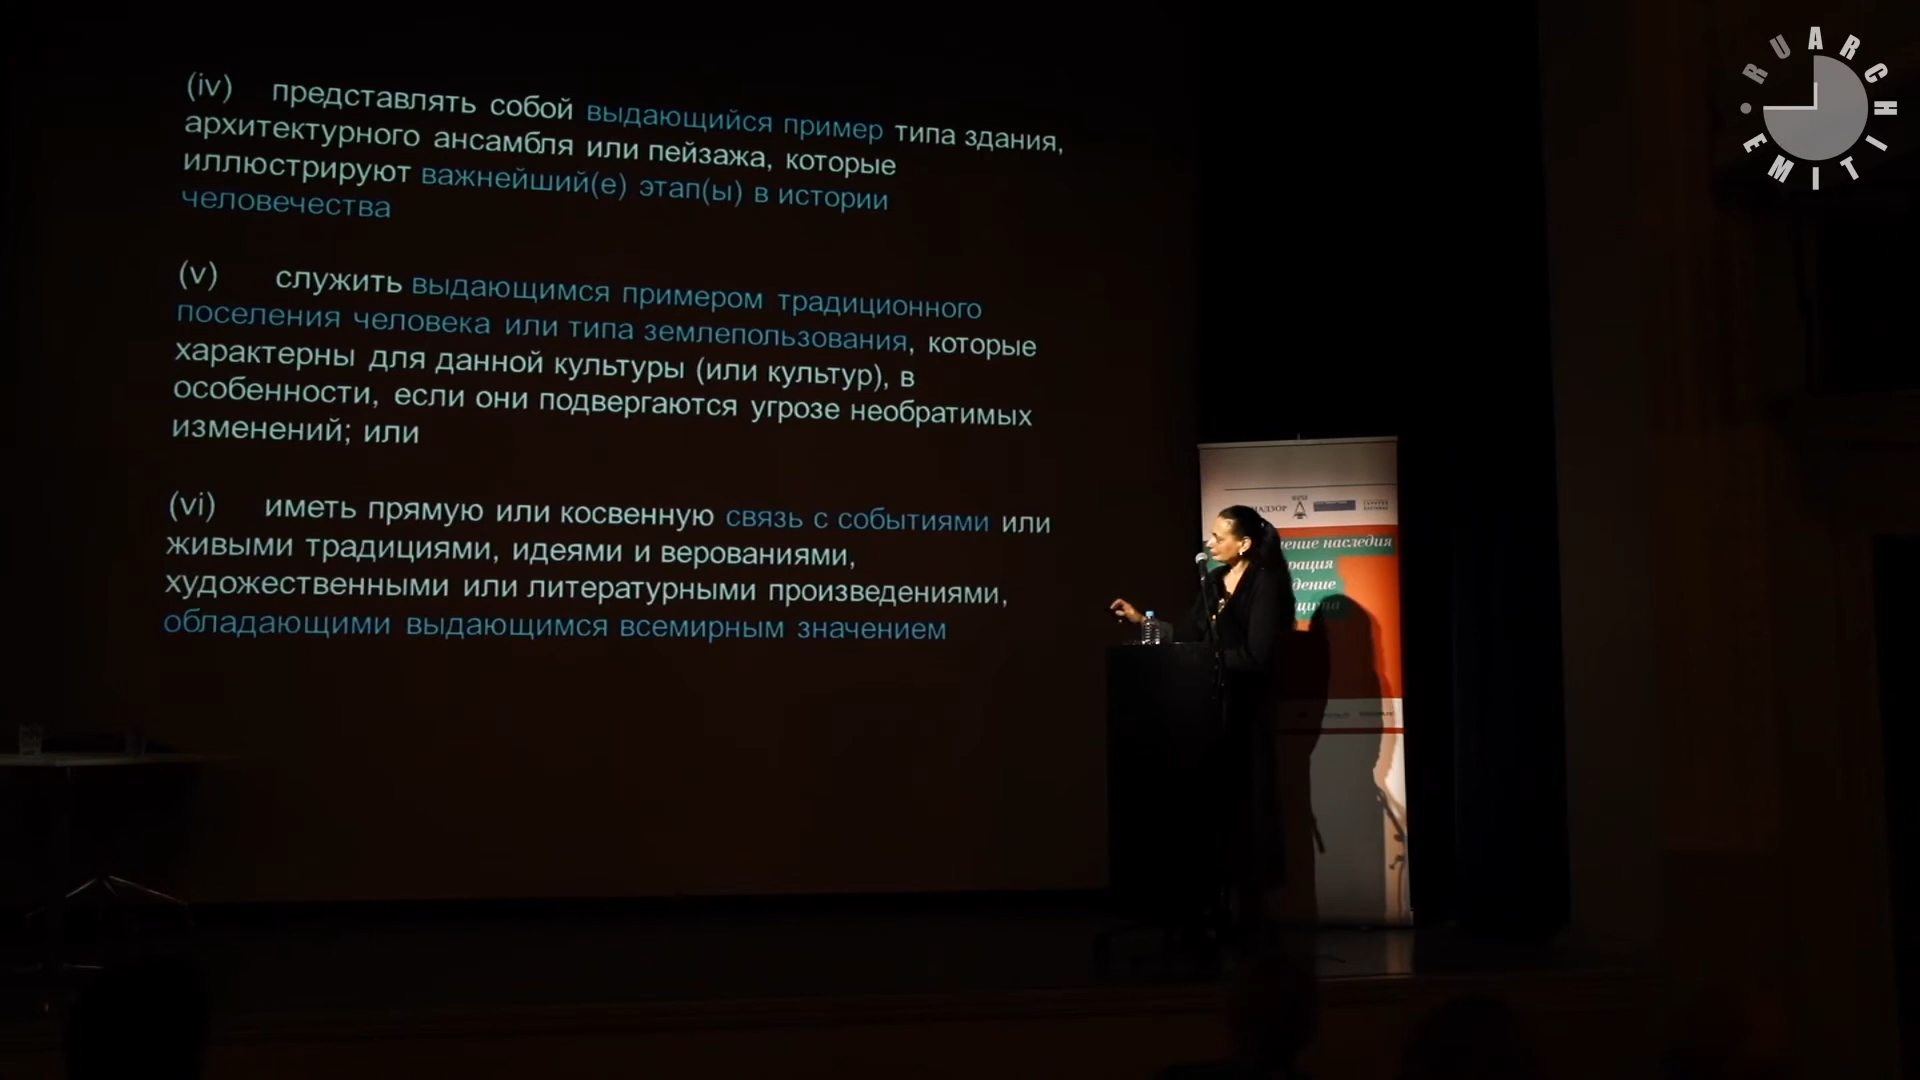 (iv) представлять собой выдающийся пример типа здания,
архитектурного ансамбля или пейзажа, которые
иллюстрируют важнейший(е) этап(ы) в истории
человечества
(v) служить выдающимся примером традиционного
поселения человека или типа землепользования, которые
характерны для данной культуры (или культур), в
особенности, если они подвергаются угрозе необратимых
изменений; или
(vi) иметь прямую или косвенную связь с событиями или
живыми традициями, идеями и верованиями,
художественными или литературными произведениями,
обладающими выдающимся всемирным значением
наследия
ARCHITIME.RU